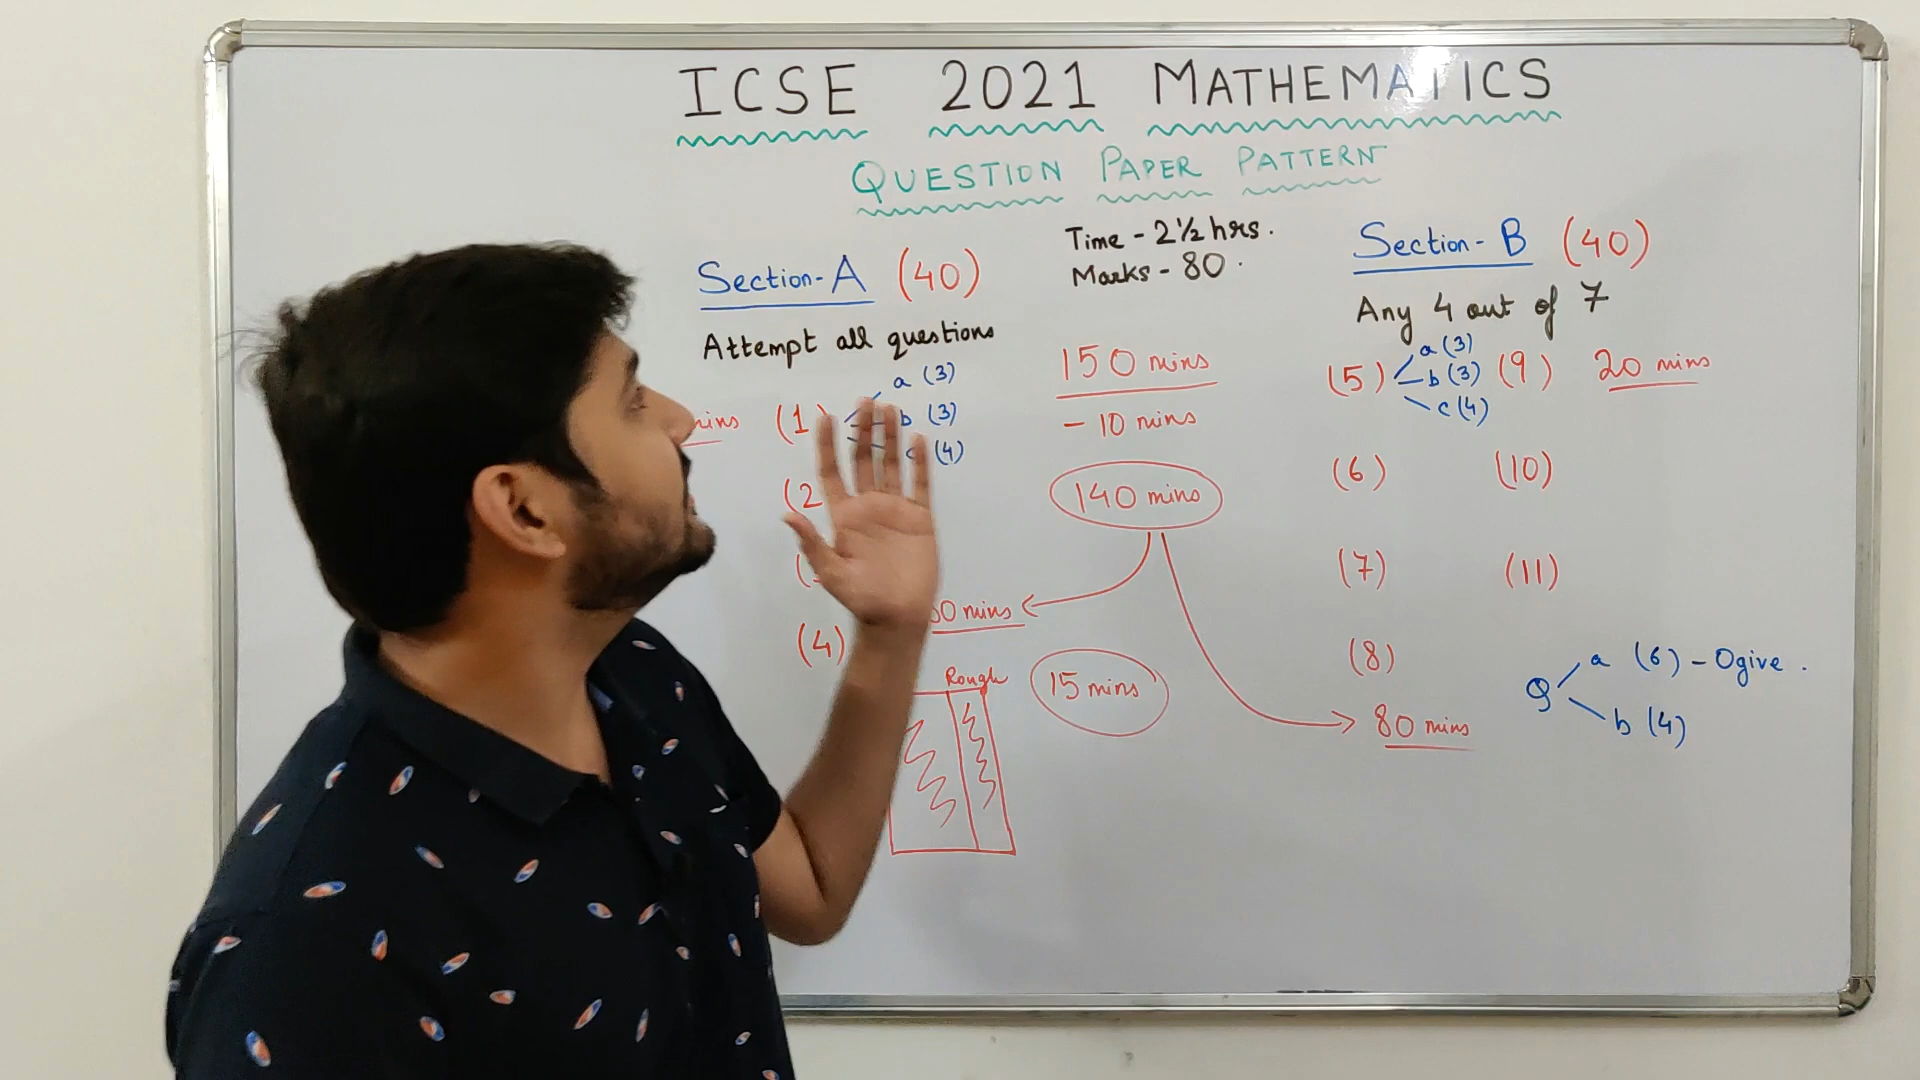 ICSE 2021 MATHEMATICS
QUESTION PAPER PATTERN
Time - 2½ hrs.
Marks - 80.
Section-A (40)
Attempt all questions
(1) a (3)
b (3)
(4)
(2
(4)
150 mins
- 10 mins
140 mins
mins
15 mins
Rough
80 mins
Section-B (40)
Any 4 out of 7
(5) a (3)
b (3)
c (4)
(9) 20 mins
(6) (10)
(7) (11)
(8)
Q a (6) - Ogive.
b (4)